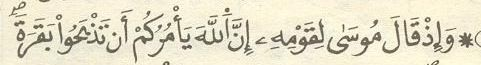 * وَإِذْ قَالَ مُوسَىٰ لِقَوْمِهِۦ إِنَّ ٱللَّهَ يَأْمُرُكُمْ أَن تَذْبَحُوا۟ بَقَرَةً ۖ